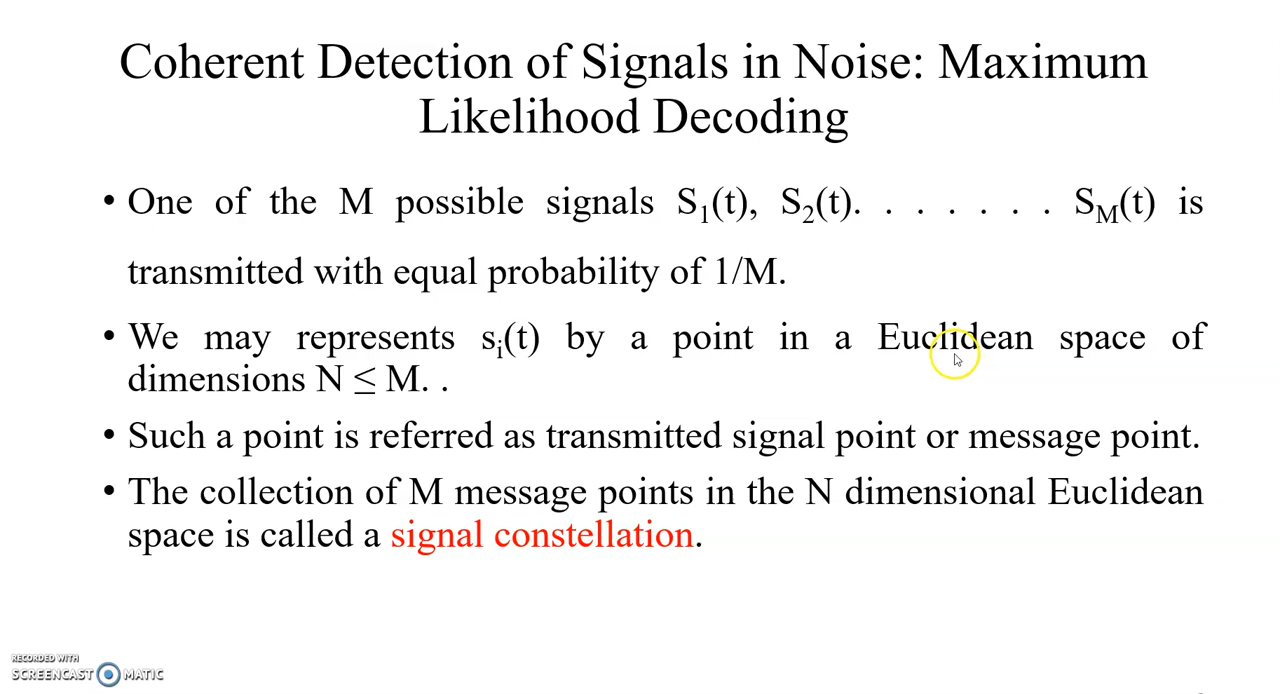 Coherent Detection of Signals in Noise: Maximum
Likelihood Decoding
• One of the M possible signals S₁(t), S₂(t). . . . . . . . S_M(t) is
transmitted with equal probability of 1/M.
• We may represents sᵢ(t) by a point in a Euclidean space of
dimensions N ≤ M. .
• Such a point is referred as transmitted signal point or message point.
• The collection of M message points in the N dimensional Euclidean
space is called a signal constellation.
RECORDED WITH
SCREENCAST MATIC